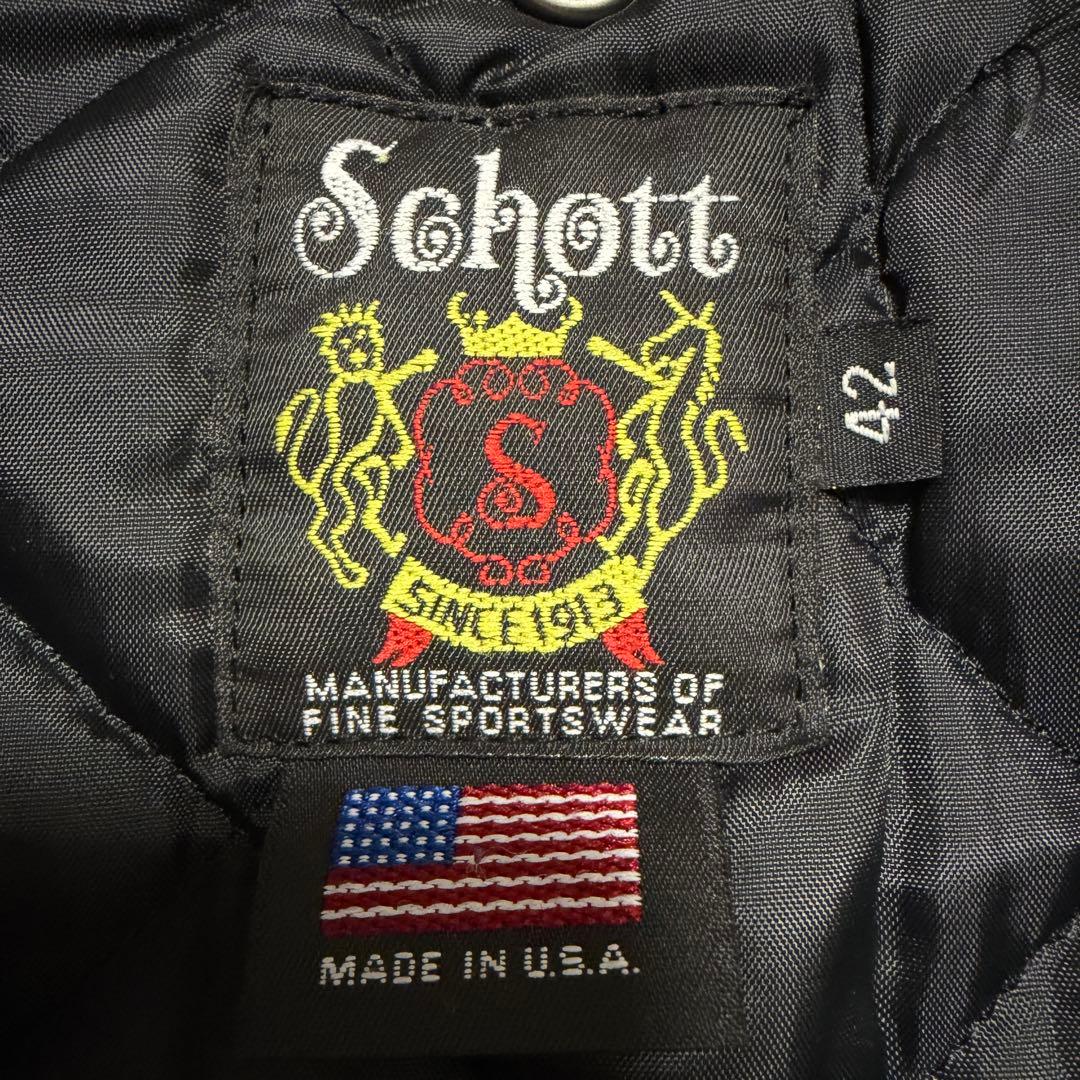 Schott
42
S
SINCE 1913
MANUFACTURERS OF
FINE SPORTSWEAR
MADE IN U.S.A.